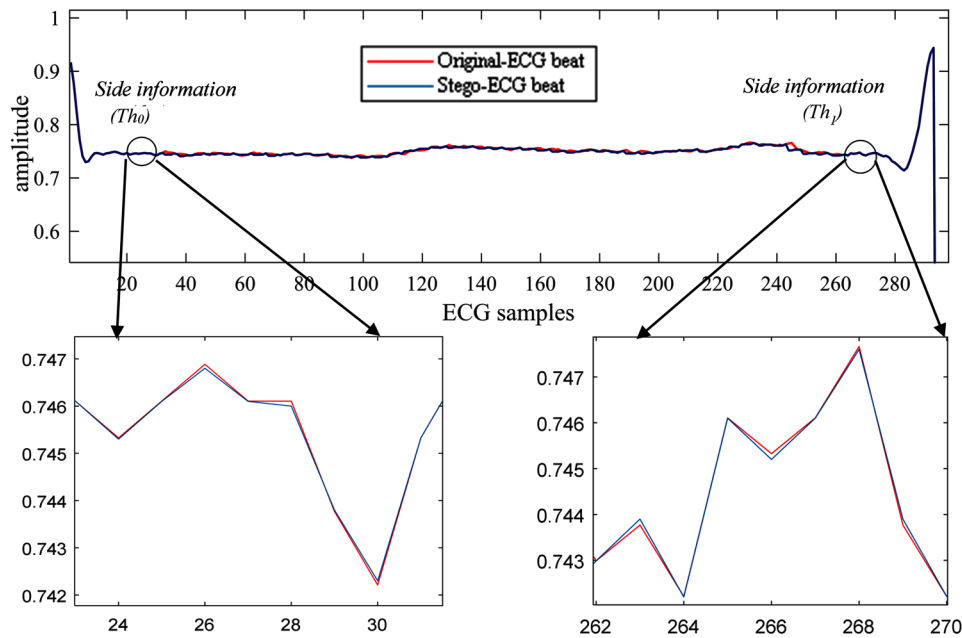 1
0.9
0.8
0.7
0.6
amplitude
Original-ECG beat
Stego-ECG beat
Side information
(Th₀)
Side information
(Th₁)
20 40 60 80 100 120 140 160 180 200 220 240 260 280
ECG samples
0.747
0.746
0.745
0.744
0.743
0.742
24 26 28 30
0.747
0.746
0.745
0.744
0.743
262 264 266 268 270